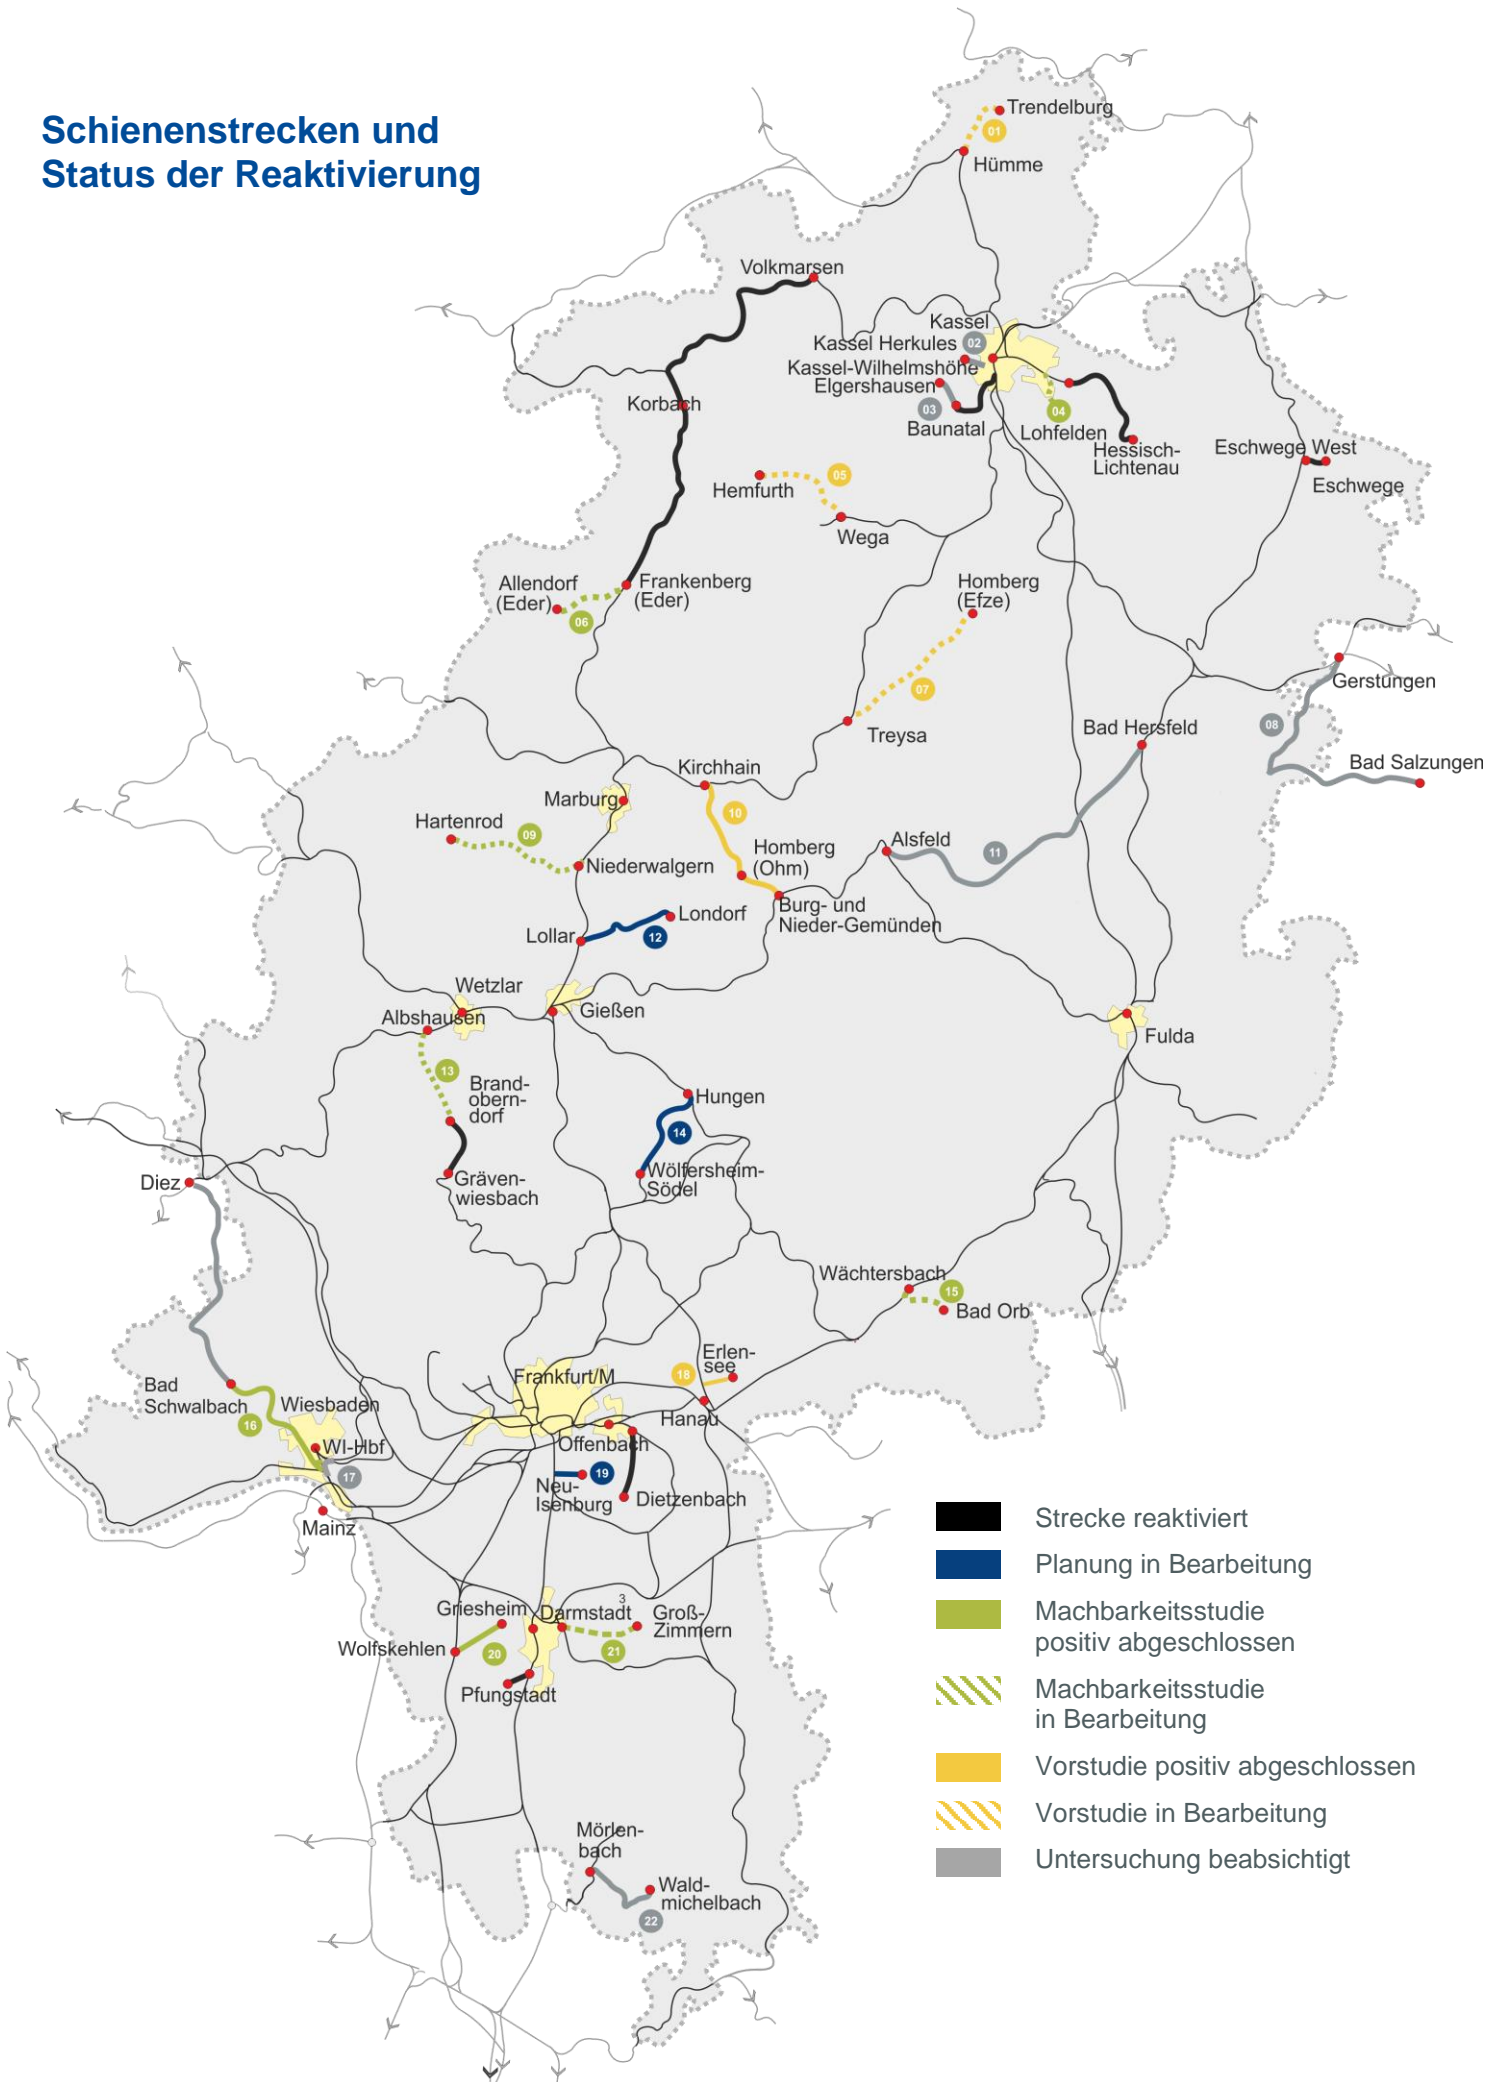 Schienenstrecken und
Status der Reaktivierung
Trendelburg
01
Hümme
Volkmarsen
Kassel
Kassel Herkules
02
Kassel-Wilhelmshöhe
Elgershausen
03
Baunatal
04
Lohfelden
Hessisch-
Lichtenau
Korbach
Eschwege West
Eschwege
05
Hemfurth
Wega
Allendorf
(Eder)
Frankenberg
(Eder)
06
Homberg
(Efze)
07
Treysa
Gerstungen
08
Bad Salzungen
Bad Hersfeld
Kirchhain
Marburg
Hartenrod
09
10
Niederwalgern
Homberg
(Ohm)
Alsfeld
11
Burg- und
Nieder-Gemünden
Londorf
Lollar
12
Wetzlar
Albshausen
Gießen
Fulda
13
Brand-
obern-
dorf
Hungen
14
Grävenwiesbach
Wölfersheim-
Södel
Diez
Wächtersbach
15
Bad Orb
Erlen-
see
18
Frankfurt/M
Hanau
Bad
Schwalbach
Wiesbaden
16
WI-Hbf
17
Mainz
Offenbach
19
Neu-
Isenburg
Dietzenbach
Griesheim
Darmstadt
3
Groß-
Zimmern
Wolfskehlen
20
21
Pfungstadt
Mörlen-
bach
Wald-
michelbach
22
Strecke reaktiviert
Planung in Bearbeitung
Machbarkeitsstudie
positiv abgeschlossen
Machbarkeitsstudie
in Bearbeitung
Vorstudie positiv abgeschlossen
Vorstudie in Bearbeitung
Untersuchung beabsichtigt